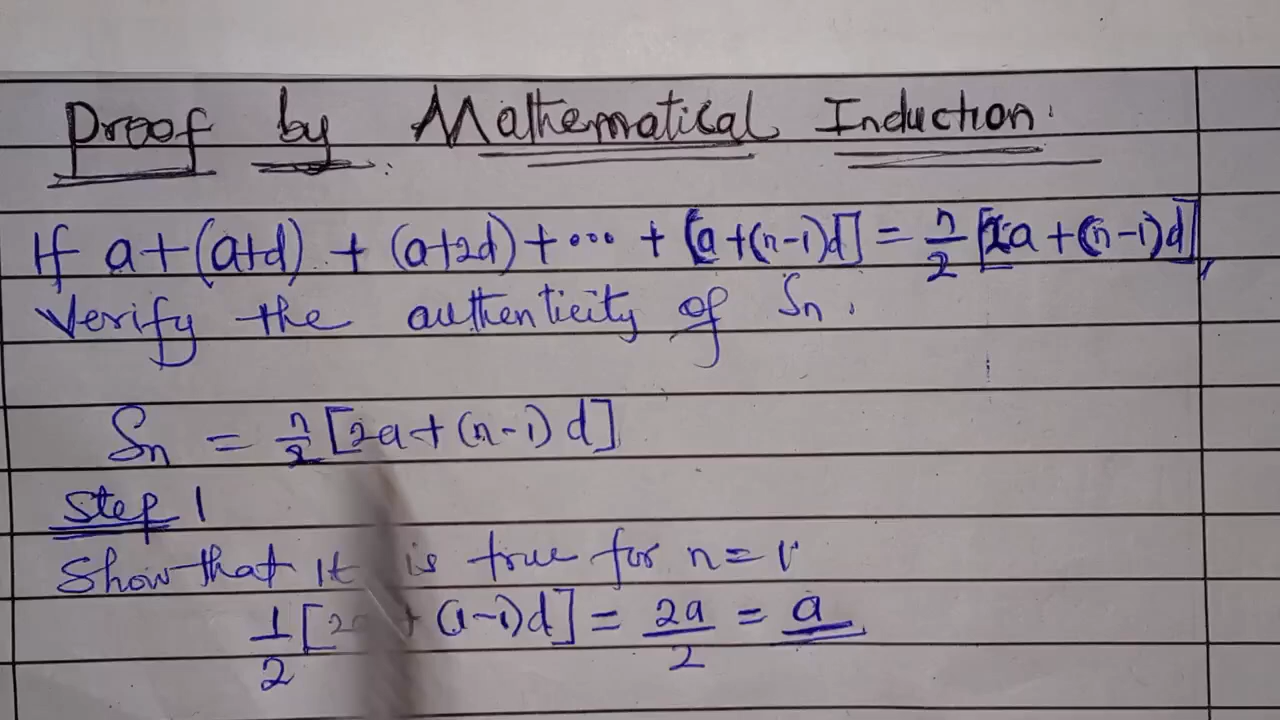 Proof by Mathematical Induction.
If a+(a+d) + (a+2d) + ... + [a+(n-1)d] = n/2 [2a + (n-1)d],
Verify the authenticity of Sn.
Sn = n/2 [2a+(n-1)d]
Step 1
Show that it is true for n=1
1/2 [2 + (1-1)d] = 2a/2 = a